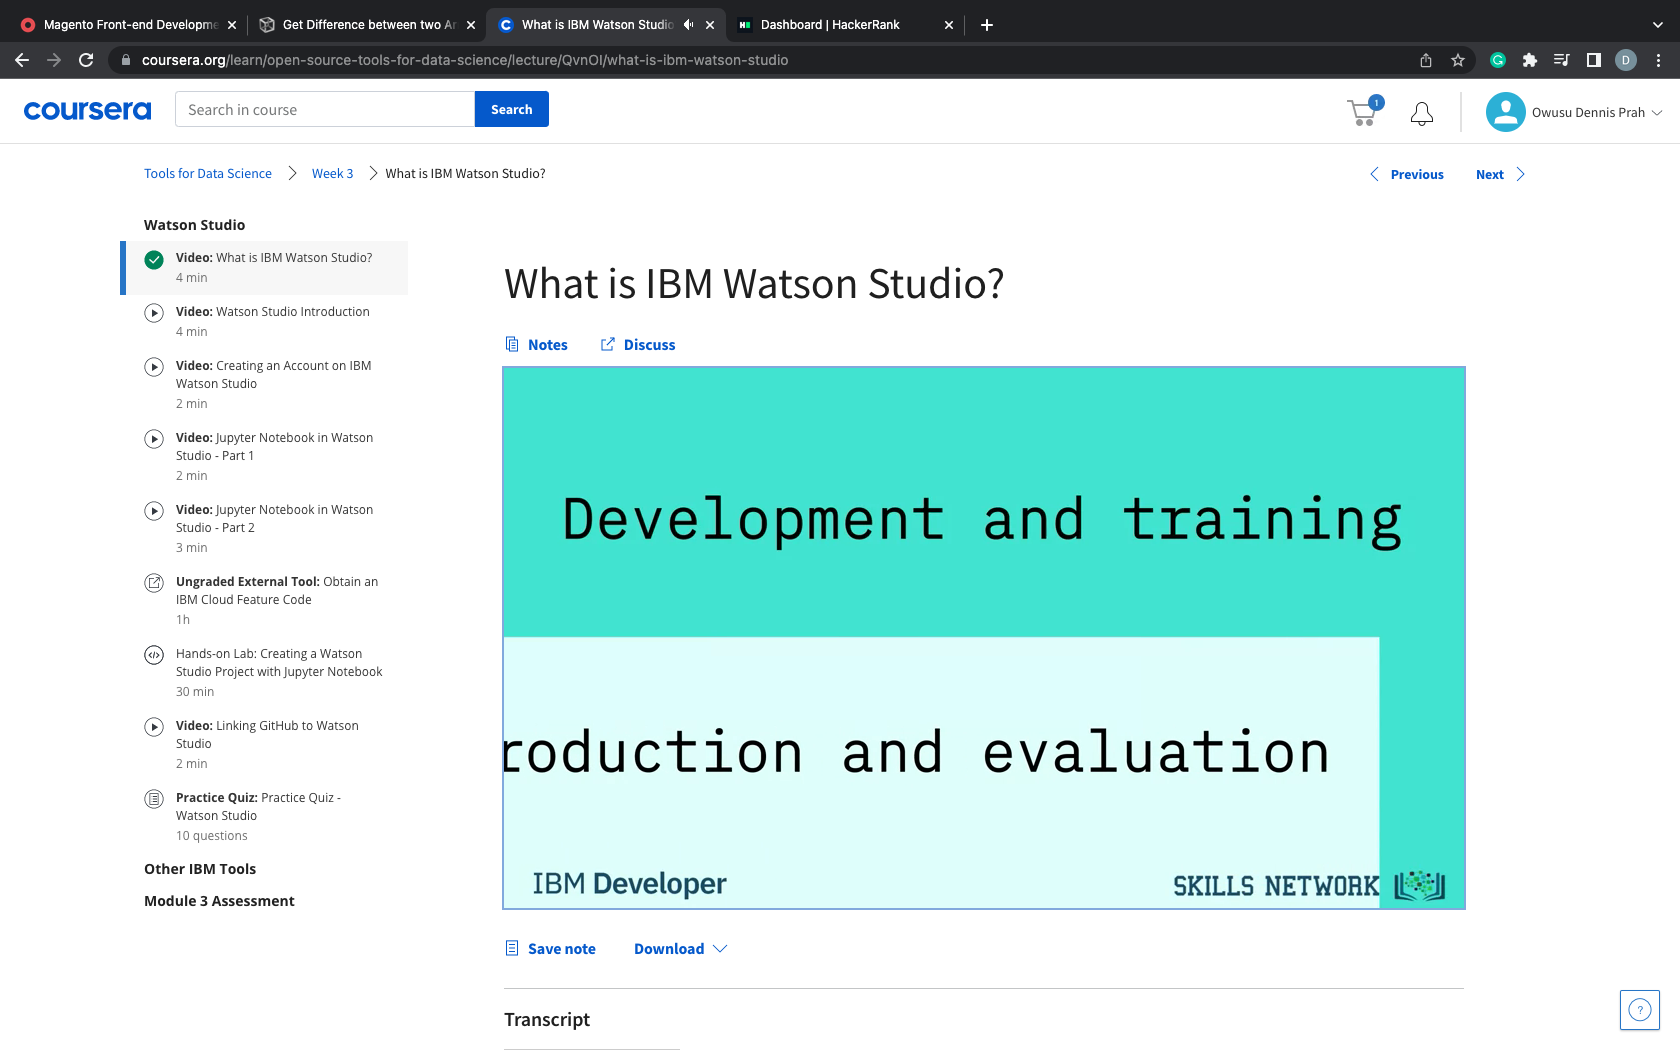 Magento Front-end Developme
Get Difference between two Ar
What is IBM Watson Studio
Dashboard | HackerRank
coursera.org/learn/open-source-tools-for-data-science/lecture/QvnOI/what-is-ibm-watson-studio
D
coursera
Search in course
Search
1
Owusu Dennis Prah
Tools for Data Science
Week 3
What is IBM Watson Studio?
Previous
Next
Watson Studio
Video: What is IBM Watson Studio?
4 min
Video: Watson Studio Introduction
4 min
Video: Creating an Account on IBM
Watson Studio
2 min
Video: Jupyter Notebook in Watson
Studio - Part 1
2 min
Video: Jupyter Notebook in Watson
Studio - Part 2
3 min
Ungraded External Tool: Obtain an
IBM Cloud Feature Code
1h
Hands-on Lab: Creating a Watson
Studio Project with Jupyter Notebook
30 min
Video: Linking GitHub to Watson
Studio
2 min
Practice Quiz: Practice Quiz -
Watson Studio
10 questions
Other IBM Tools
Module 3 Assessment
What is IBM Watson Studio?
Notes
Discuss
Development and training
roduction and evaluation
IBM Developer
SKILLS NETWORK
Save note
Download
Transcript
?